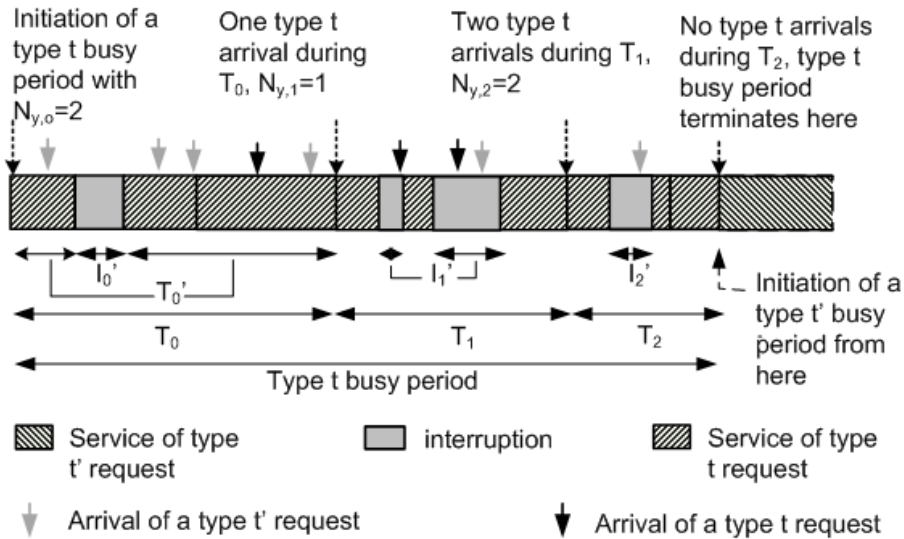 Initiation of a
type t busy
period with
N_y,o=2
One type t
arrival during
T_0, N_y,1=1
Two type t
arrivals during T_1,
N_y,2=2
No type t arrivals
during T_2, type t
busy period
terminates here
I_0'
T_0'
I_1'
I_2'
T_0
T_1
T_2
Type t busy period
Initiation of a
type t' busy
period from
here
Service of type
t' request
interruption
Service of type
t request
Arrival of a type t' request
Arrival of a type t request